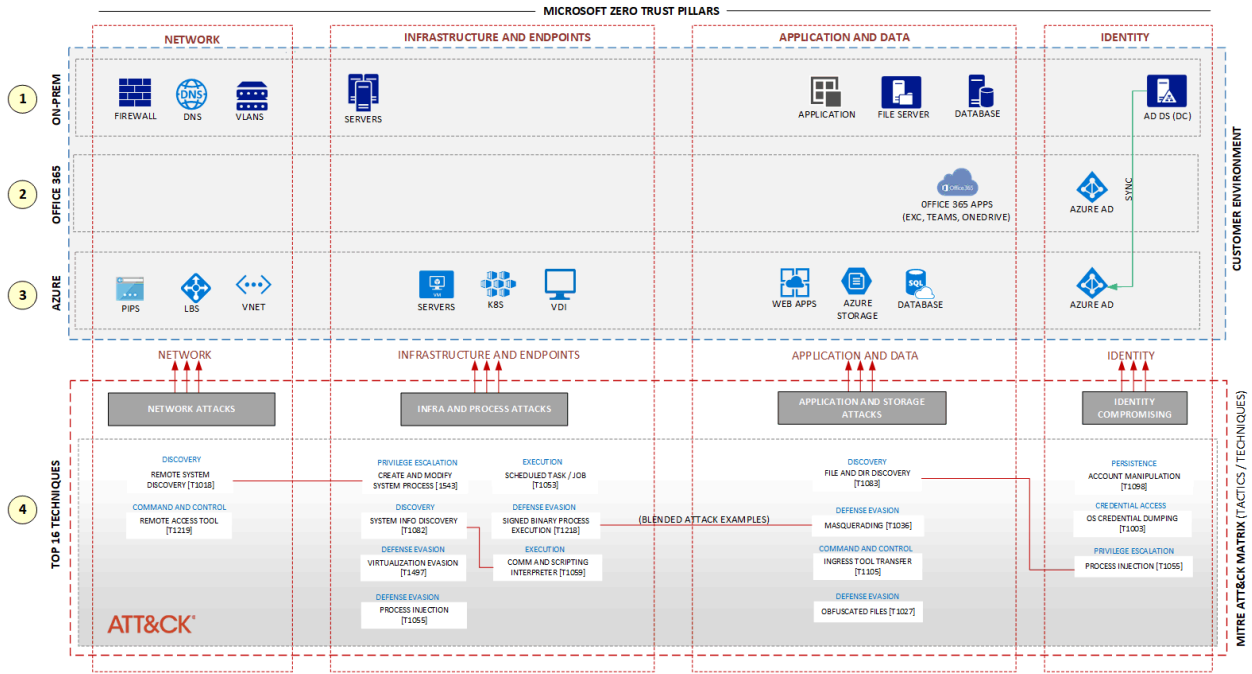 MICROSOFT ZERO TRUST PILLARS
NETWORK
INFRASTRUCTURE AND ENDPOINTS
APPLICATION AND DATA
IDENTITY
1
ON-PREM
FIREWALL
DNS
DNS
VLANS
SERVERS
APPLICATION
FILE SERVER
DATABASE
AD DS (DC)
CUSTOMER ENVIRONMENT
2
OFFICE 365
Office 365
OFFICE 365 APPS
(EXC, TEAMS, ONEDRIVE)
AZURE AD
SYNC
3
AZURE
PIPS
LBS
VNET
VM
SERVERS
K8S
VDI
WEB APPS
AZURE
STORAGE
SQL
DATABASE
AZURE AD
NETWORK
INFRASTRUCTURE AND ENDPOINTS
APPLICATION AND DATA
IDENTITY
NETWORK ATTACKS
INFRA AND PROCESS ATTACKS
APPLICATION AND STORAGE
ATTACKS
IDENTITY
COMPROMISING
MITRE ATT&CK MATRIX (TACTICS / TECHNIQUES)
4
TOP 16 TECHNIQUES
DISCOVERY
REMOTE SYSTEM
DISCOVERY [T1018]
COMMAND AND CONTROL
REMOTE ACCESS TOOL
[T1219]
PRIVILEGE ESCALATION
CREATE AND MODIFY
SYSTEM PROCESS [1543]
DISCOVERY
SYSTEM INFO DISCOVERY
[T1082]
DEFENSE EVASION
VIRTUALIZATION EVASION
[T1497]
DEFENSE EVASION
PROCESS INJECTION
[T1055]
EXECUTION
SCHEDULED TASK / JOB
[T1053]
DEFENSE EVASION
SIGNED BINARY PROCESS
EXECUTION [T1218]
EXECUTION
COMM AND SCRIPTING
INTERPRETER [T1059]
(BLENDED ATTACK EXAMPLES)
DISCOVERY
FILE AND DIR DISCOVERY
[T1083]
DEFENSE EVASION
MASQUERADING [T1036]
COMMAND AND CONTROL
INGRESS TOOL TRANSFER
[T1105]
DEFENSE EVASION
OBFUSCATED FILES [T1027]
PERSISTENCE
ACCOUNT MANIPULATION
[T1098]
CREDENTIAL ACCESS
OS CREDENTIAL DUMPING
[T1003]
PRIVILEGE ESCALATION
PROCESS INJECTION [T1055]
ATT&CK®